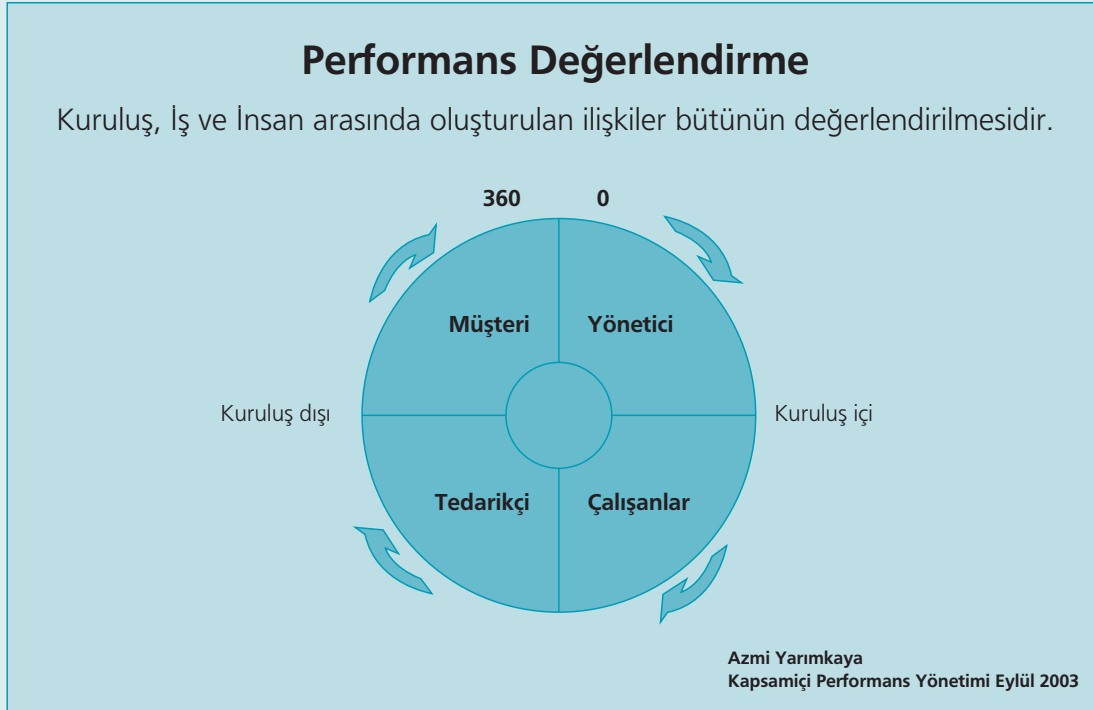 Performans Değerlendirme
Kuruluş, İş ve İnsan arasında oluşturulan ilişkiler bütünün değerlendirilmesidir.
360 0
Müşteri Yönetici
Kuruluş dışı Kuruluş içi
Tedarikçi Çalışanlar
Azmi Yarımkaya
Kapsamiçi Performans Yönetimi Eylül 2003